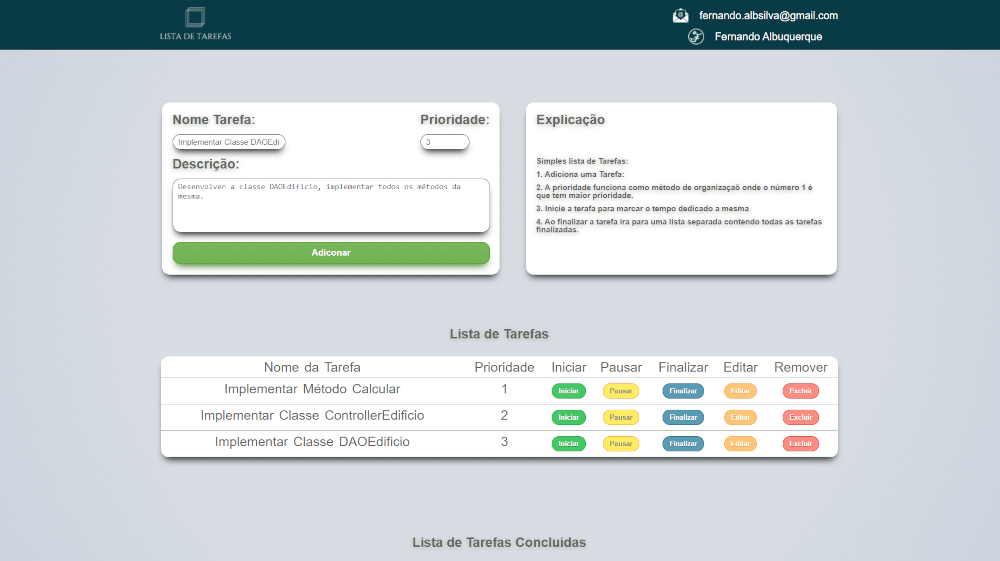 LISTA DE TAREFAS
fernando.albsilva@gmail.com
Fernando Albuquerque
Nome Tarefa: Prioridade:
Implementar Classe DAOEdi 3
Descrição:
Desenvolver a classe DAOEdificio, implementar todos os métodos da
mesma.
Adiconar
Explicação
Simples lista de Tarefas:
1. Adiciona uma Tarefa:
2. A prioridade funciona como método de organizaçaõ onde o número 1 é
que tem maior prioridade.
3. Inicie a terafa para marcar o tempo dedicado a mesma
4. Ao finalizar a tarefa ira para uma lista separada contendo todas as tarefas
finalizadas.
Lista de Tarefas
Nome da Tarefa Prioridade Iniciar Pausar Finalizar Editar Remover
Implementar Método Calcular 1 Iniciar Pausar Finalizar Editar Excluir
Implementar Classe ControllerEdificio 2 Iniciar Pausar Finalizar Editar Excluir
Implementar Classe DAOEdificio 3 Iniciar Pausar Finalizar Editar Excluir
Lista de Tarefas Concluidas